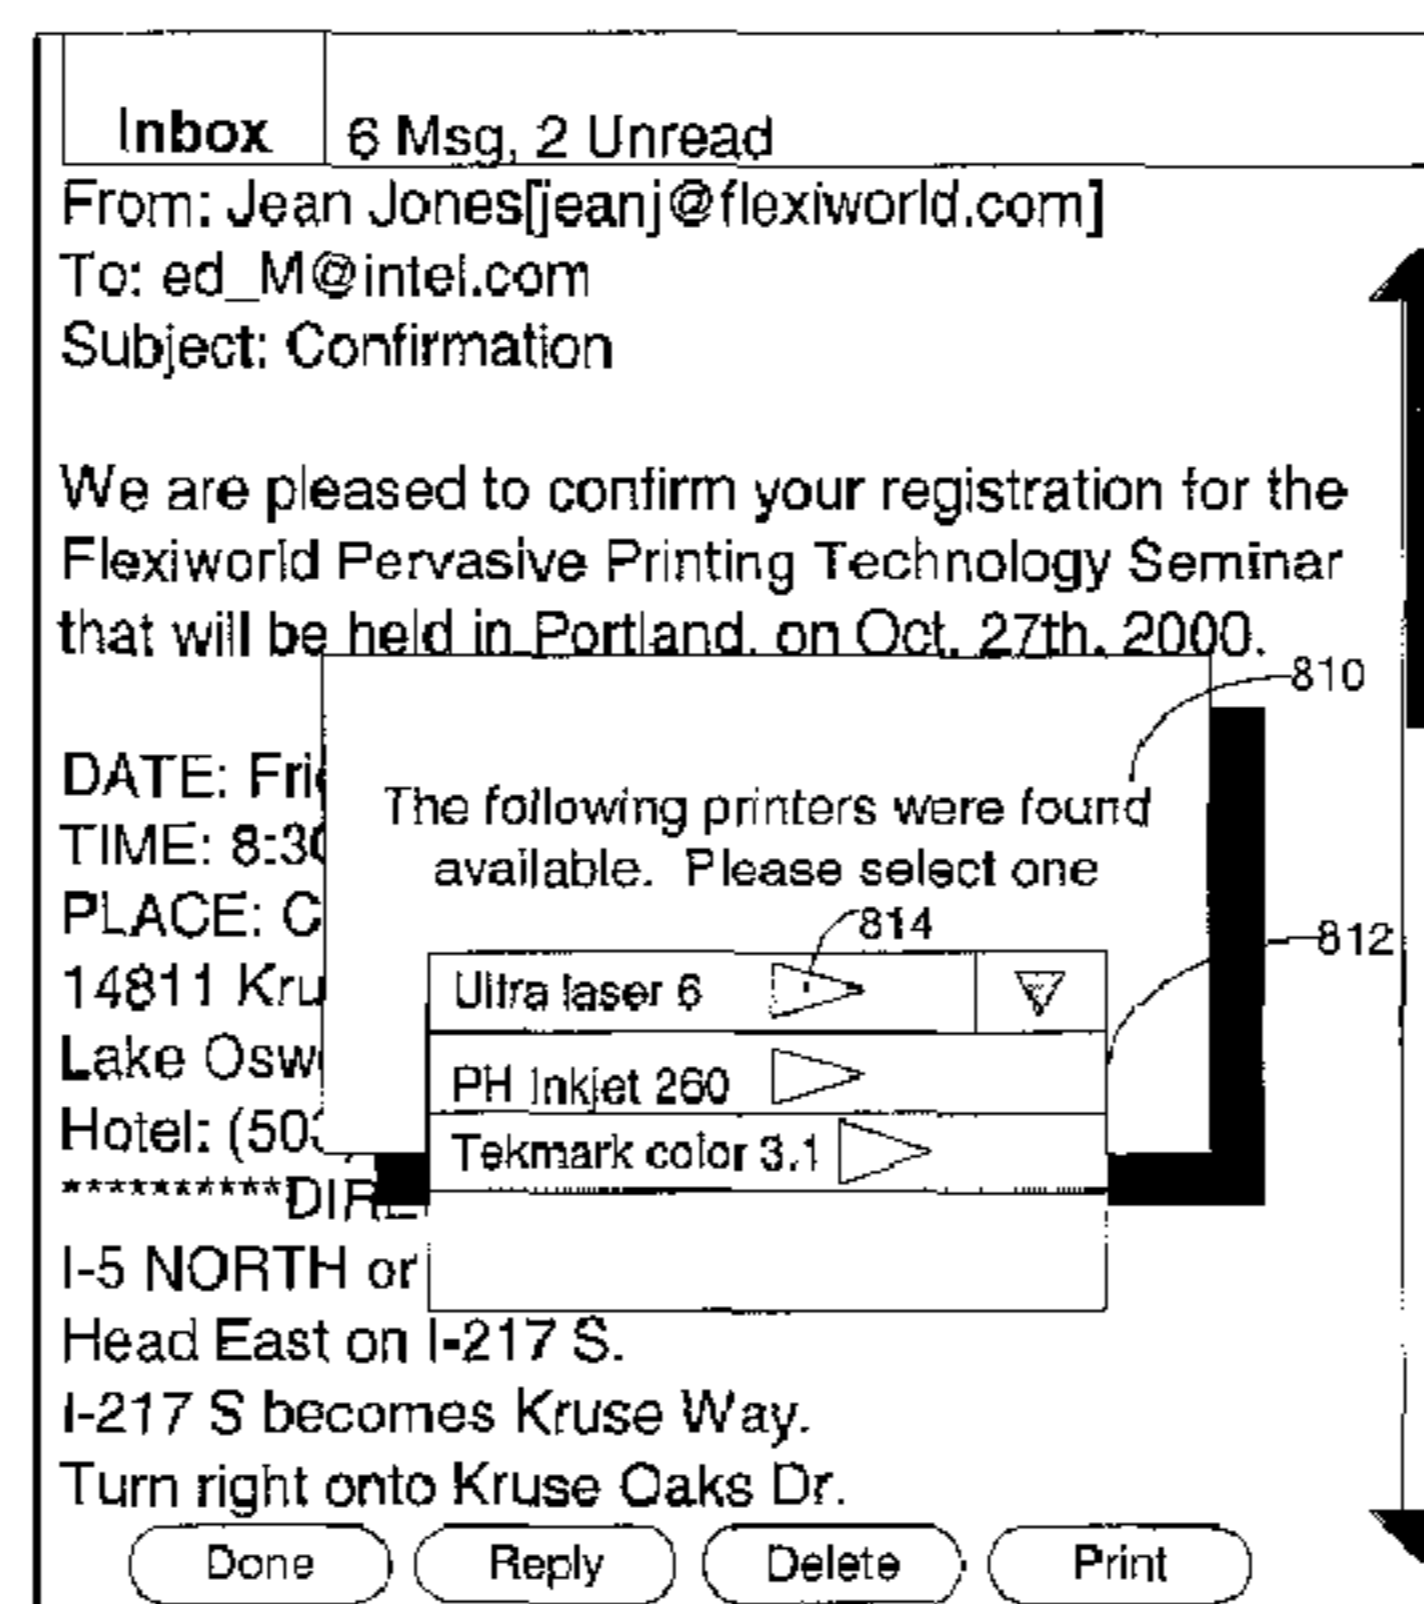 Inbox 6 Msg, 2 Unread
From: Jean Jones[jeanj@flexiworld.com]
To: ed_M@intel.com
Subject: Confirmation
We are pleased to confirm your registration for the
Flexiworld Pervasive Printing Technology Seminar
that will be held in Portland, on Oct. 27th, 2000.
810
DATE: Fri
The following printers were found
TIME: 8:30
available. Please select one
PLACE: C
814
812
14811 Kru
Ultra laser 6
Lake Osw
PH Inkjet 260
Hotel: (503
Tekmark color 3.1
**********DIRE
I-5 NORTH or
Head East on I-217 S.
I-217 S becomes Kruse Way.
Turn right onto Kruse Oaks Dr.
Done Reply Delete Print